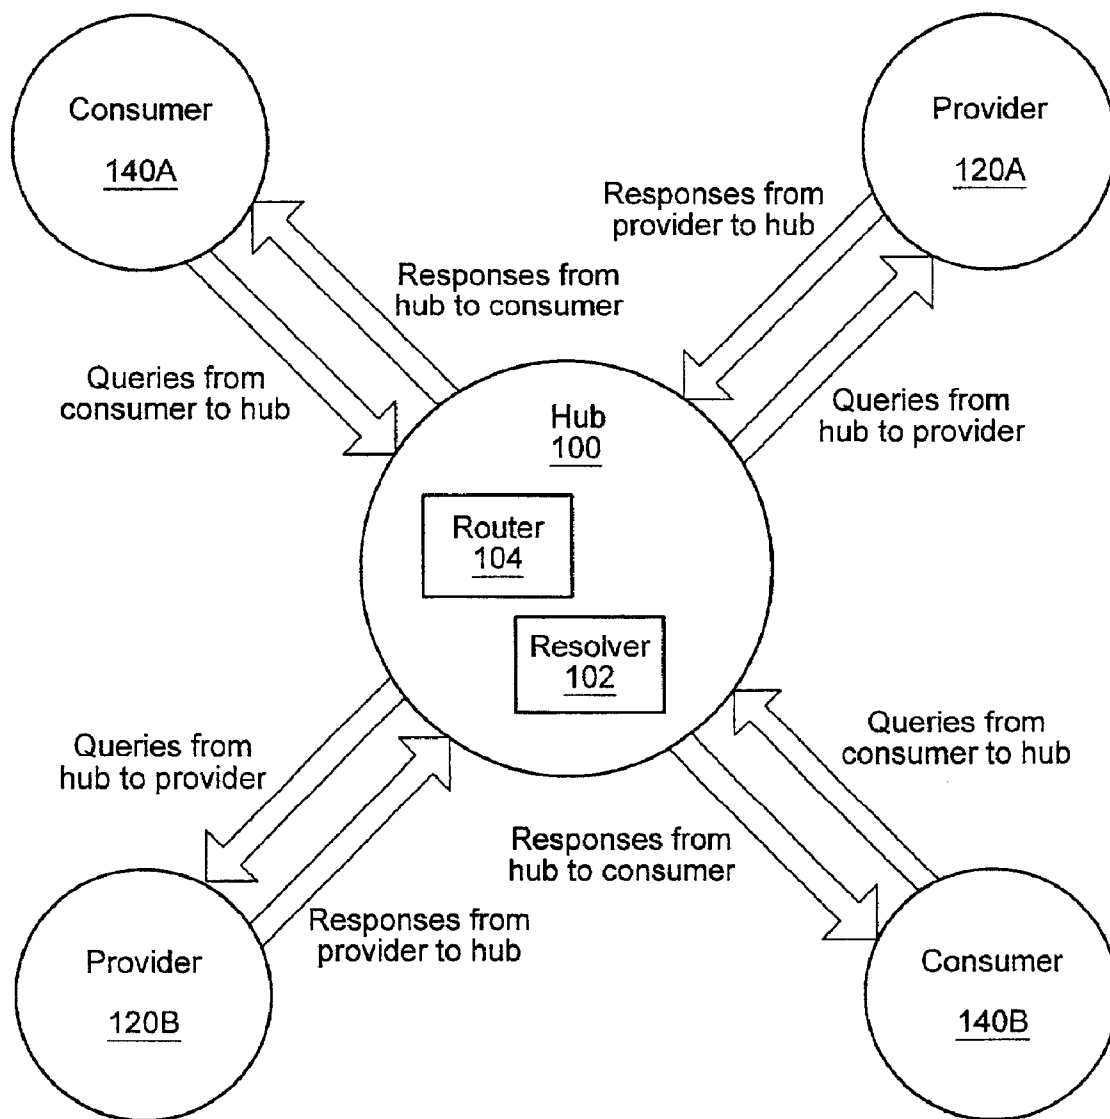 Consumer
140A
Provider
120A
Responses from
provider to hub
Responses from
hub to consumer
Queries from
consumer to hub
Queries from
hub to provider
Hub
100
Router
104
Resolver
102
Queries from
hub to provider
Queries from
consumer to hub
Responses from
hub to consumer
Responses from
provider to hub
Provider
120B
Consumer
140B